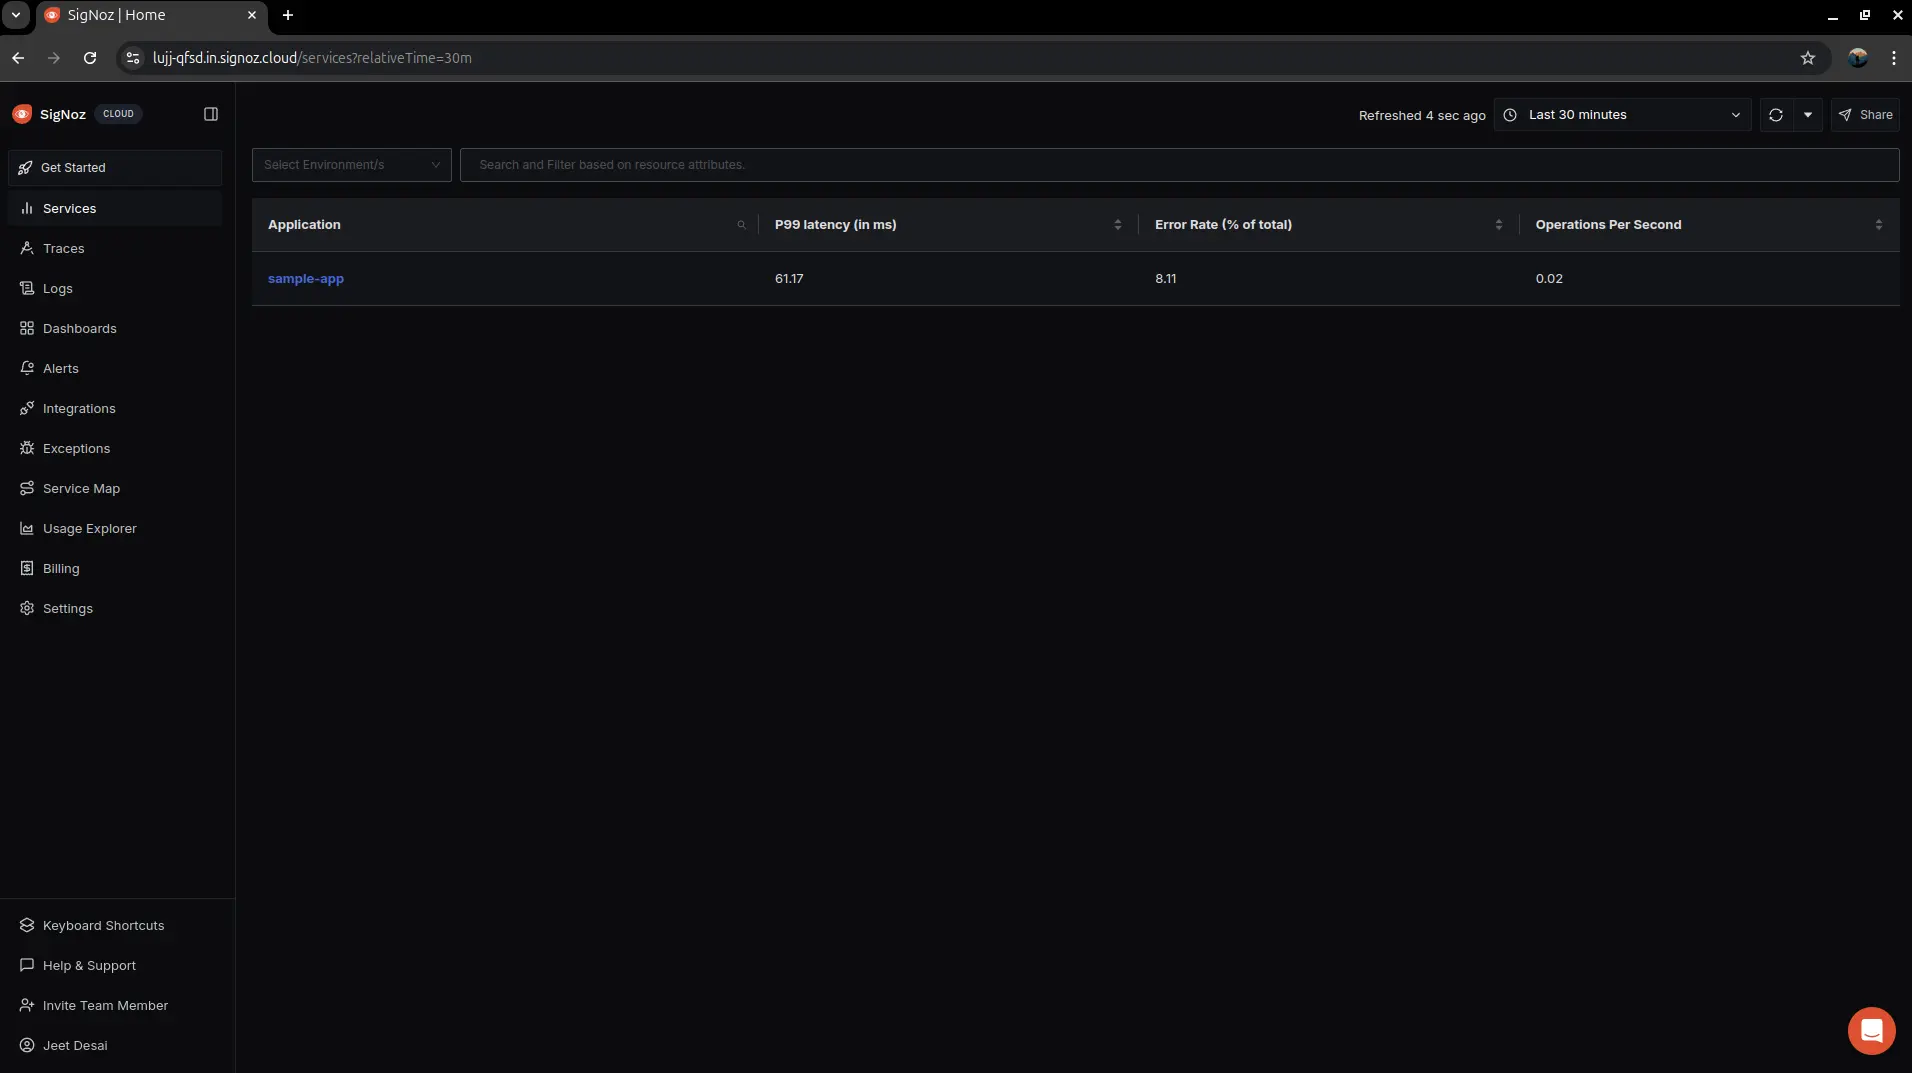 SigNoz | Home
lujj-qfsd.in.signoz.cloud/services?relativeTime=30m
SigNoz CLOUD
Refreshed 4 sec ago
Last 30 minutes
Share
Get Started
Services
Traces
Logs
Dashboards
Alerts
Integrations
Exceptions
Service Map
Usage Explorer
Billing
Settings
Keyboard Shortcuts
Help & Support
Invite Team Member
Jeet Desai
Select Environment/s
Search and Filter based on resource attributes.
Application P99 latency (in ms) Error Rate (% of total) Operations Per Second
sample-app 61.17 8.11 0.02